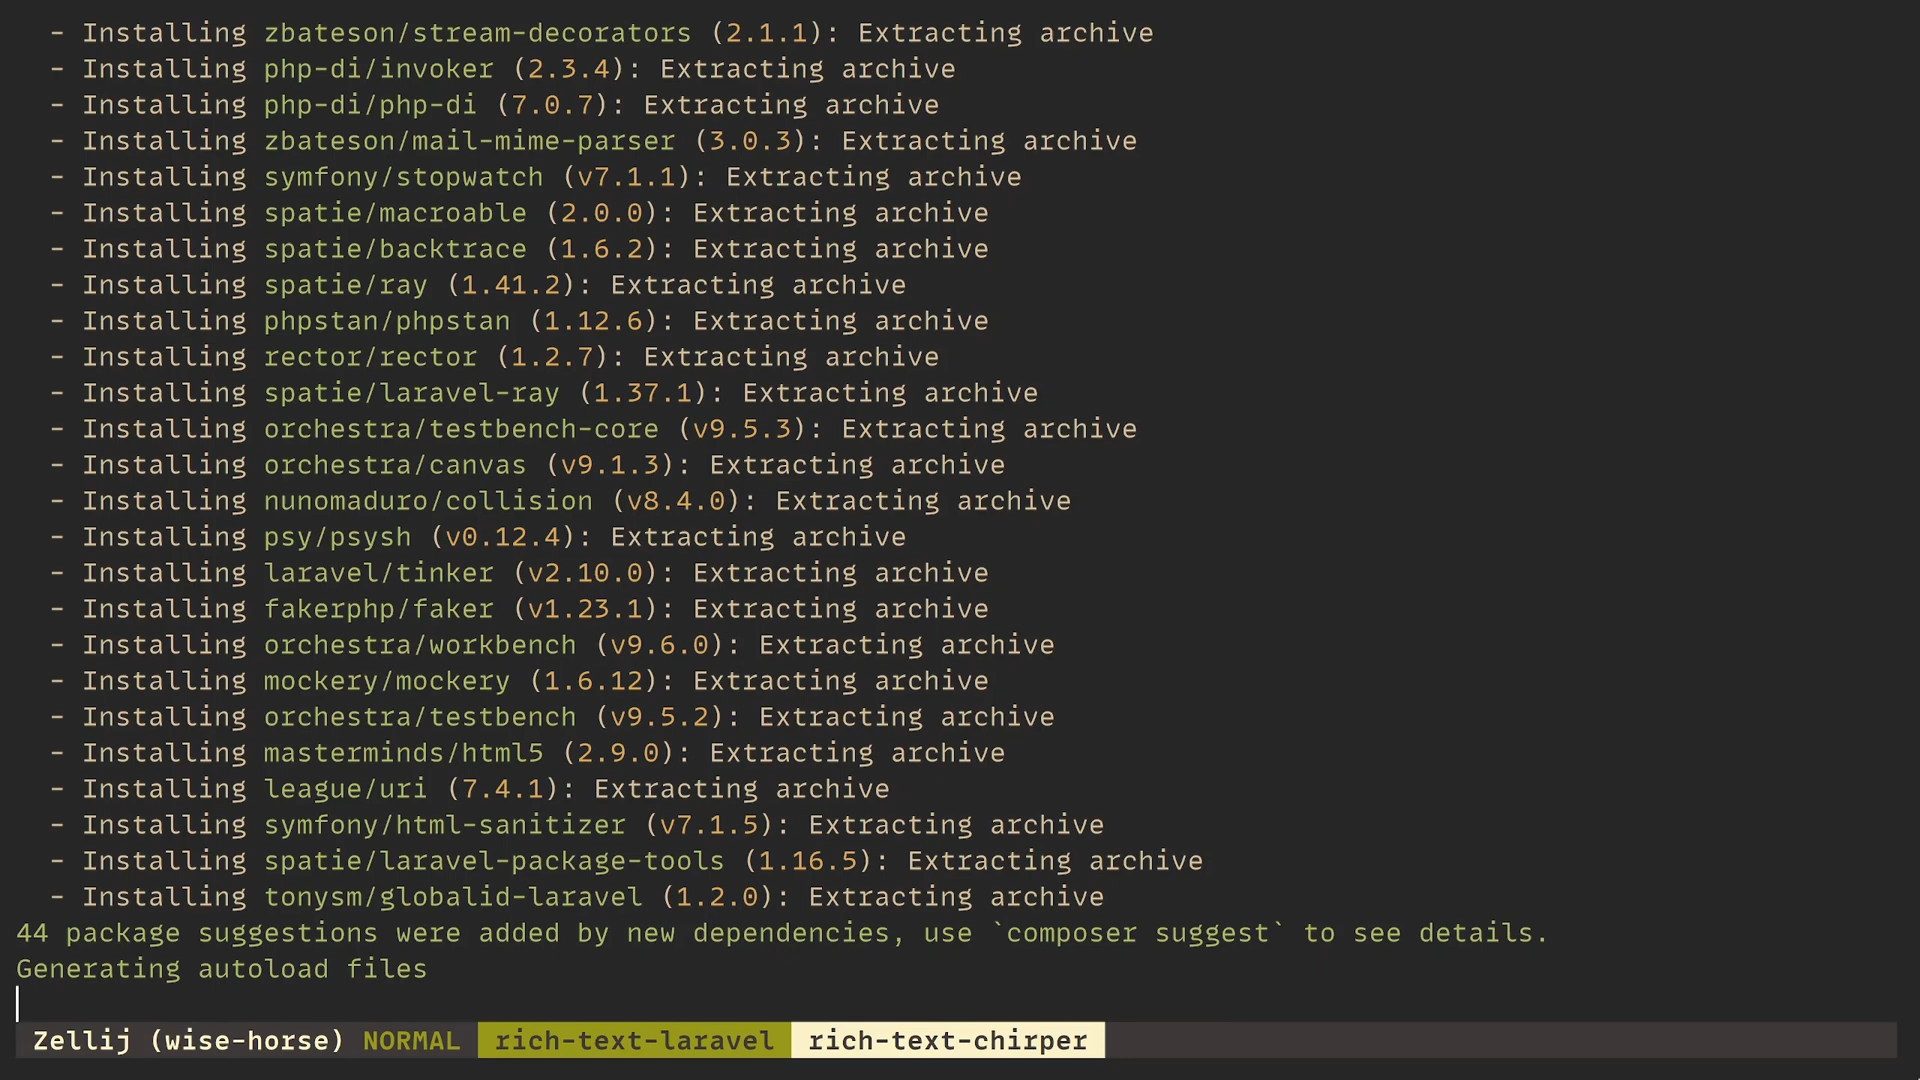 - Installing zbateson/stream-decorators (2.1.1): Extracting archive
- Installing php-di/invoker (2.3.4): Extracting archive
- Installing php-di/php-di (7.0.7): Extracting archive
- Installing zbateson/mail-mime-parser (3.0.3): Extracting archive
- Installing symfony/stopwatch (v7.1.1): Extracting archive
- Installing spatie/macroable (2.0.0): Extracting archive
- Installing spatie/backtrace (1.6.2): Extracting archive
- Installing spatie/ray (1.41.2): Extracting archive
- Installing phpstan/phpstan (1.12.6): Extracting archive
- Installing rector/rector (1.2.7): Extracting archive
- Installing spatie/laravel-ray (1.37.1): Extracting archive
- Installing orchestra/testbench-core (v9.5.3): Extracting archive
- Installing orchestra/canvas (v9.1.3): Extracting archive
- Installing nunomaduro/collision (v8.4.0): Extracting archive
- Installing psy/psysh (v0.12.4): Extracting archive
- Installing laravel/tinker (v2.10.0): Extracting archive
- Installing fakerphp/faker (v1.23.1): Extracting archive
- Installing orchestra/workbench (v9.6.0): Extracting archive
- Installing mockery/mockery (1.6.12): Extracting archive
- Installing orchestra/testbench (v9.5.2): Extracting archive
- Installing masterminds/html5 (2.9.0): Extracting archive
- Installing league/uri (7.4.1): Extracting archive
- Installing symfony/html-sanitizer (v7.1.5): Extracting archive
- Installing spatie/laravel-package-tools (1.16.5): Extracting archive
- Installing tonysm/globalid-laravel (1.2.0): Extracting archive
44 package suggestions were added by new dependencies, use `composer suggest` to see details.
Generating autoload files
Zellij (wise-horse) NORMAL rich-text-laravel rich-text-chirper